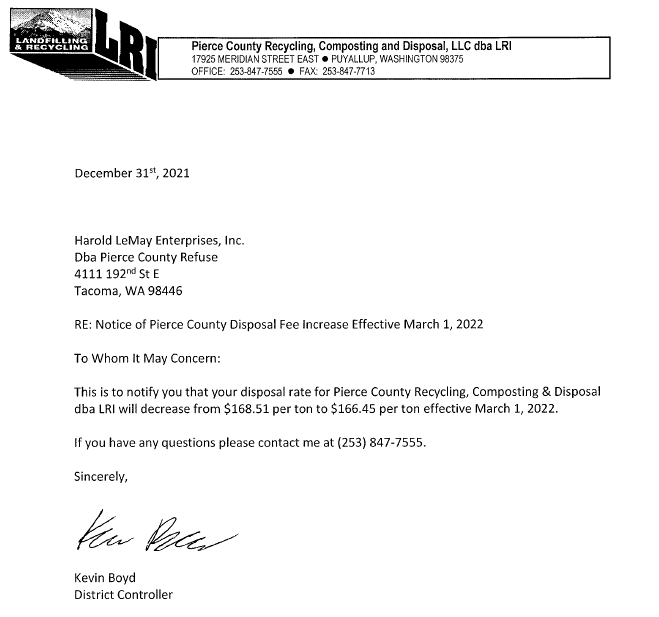 LANDFILLING
& RECYCLING
LRI
Pierce County Recycling, Composting and Disposal, LLC dba LRI
17925 MERIDIAN STREET EAST ● PUYALLUP, WASHINGTON 98375
OFFICE: 253-847-7555 ● FAX: 253-847-7713
December 31st, 2021
Harold LeMay Enterprises, Inc.
Dba Pierce County Refuse
4111 192nd St E
Tacoma, WA 98446
RE: Notice of Pierce County Disposal Fee Increase Effective March 1, 2022
To Whom It May Concern:
This is to notify you that your disposal rate for Pierce County Recycling, Composting & Disposal
dba LRI will decrease from $168.51 per ton to $166.45 per ton effective March 1, 2022.
If you have any questions please contact me at (253) 847-7555.
Sincerely,
Kevin Boyd
District Controller